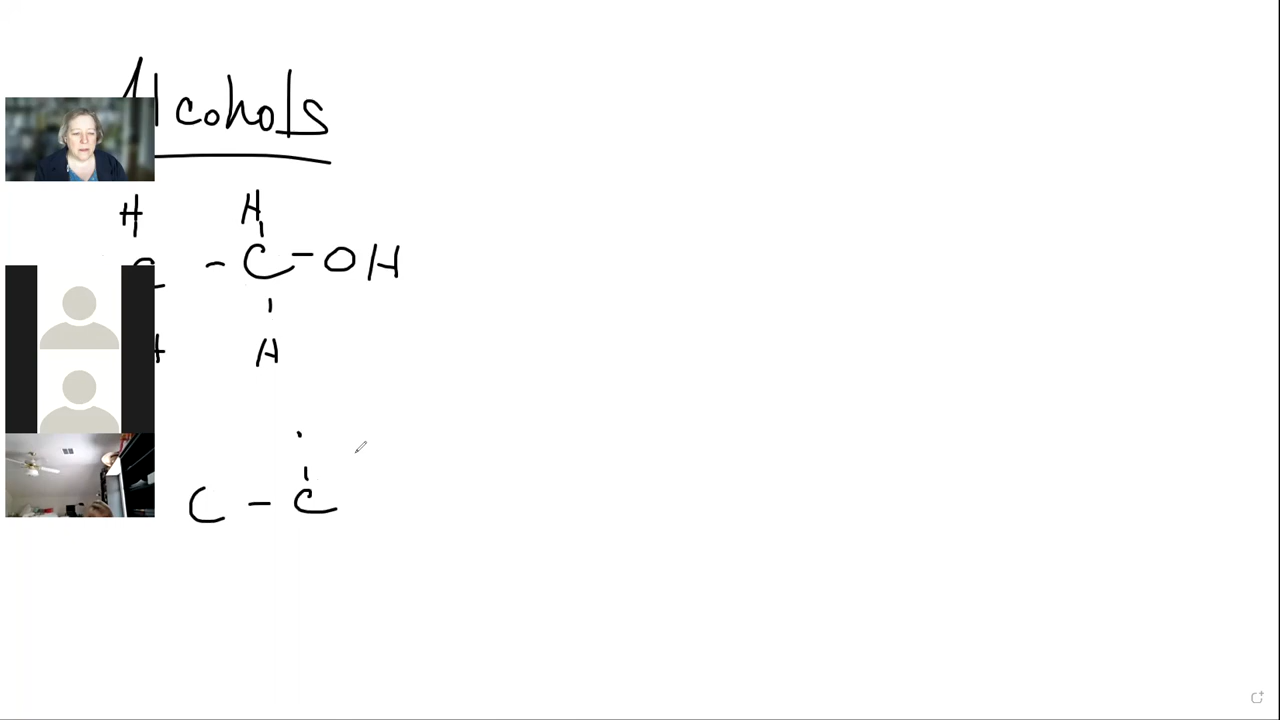 Alcohols
H H
C - C - OH
H H
C - C